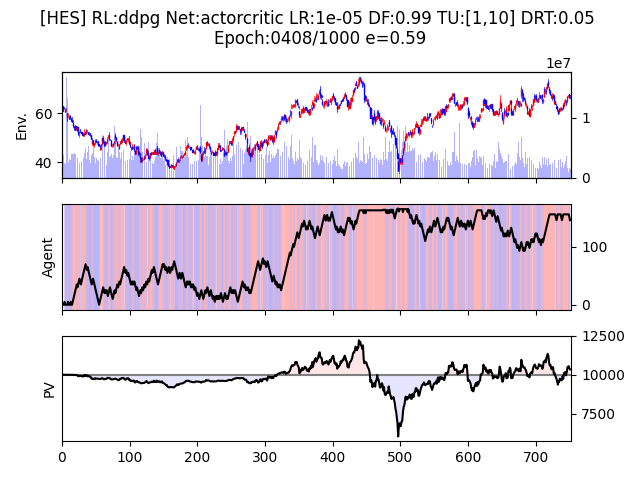 [HES] RL:ddpg Net:actorcritic LR:1e-05 DF:0.99 TU:[1,10] DRT:0.05
Epoch:0408/1000 e=0.59
1e7
Env.
60
40
1
0
Agent
100
0
PV
12500
10000
7500
0 100 200 300 400 500 600 700